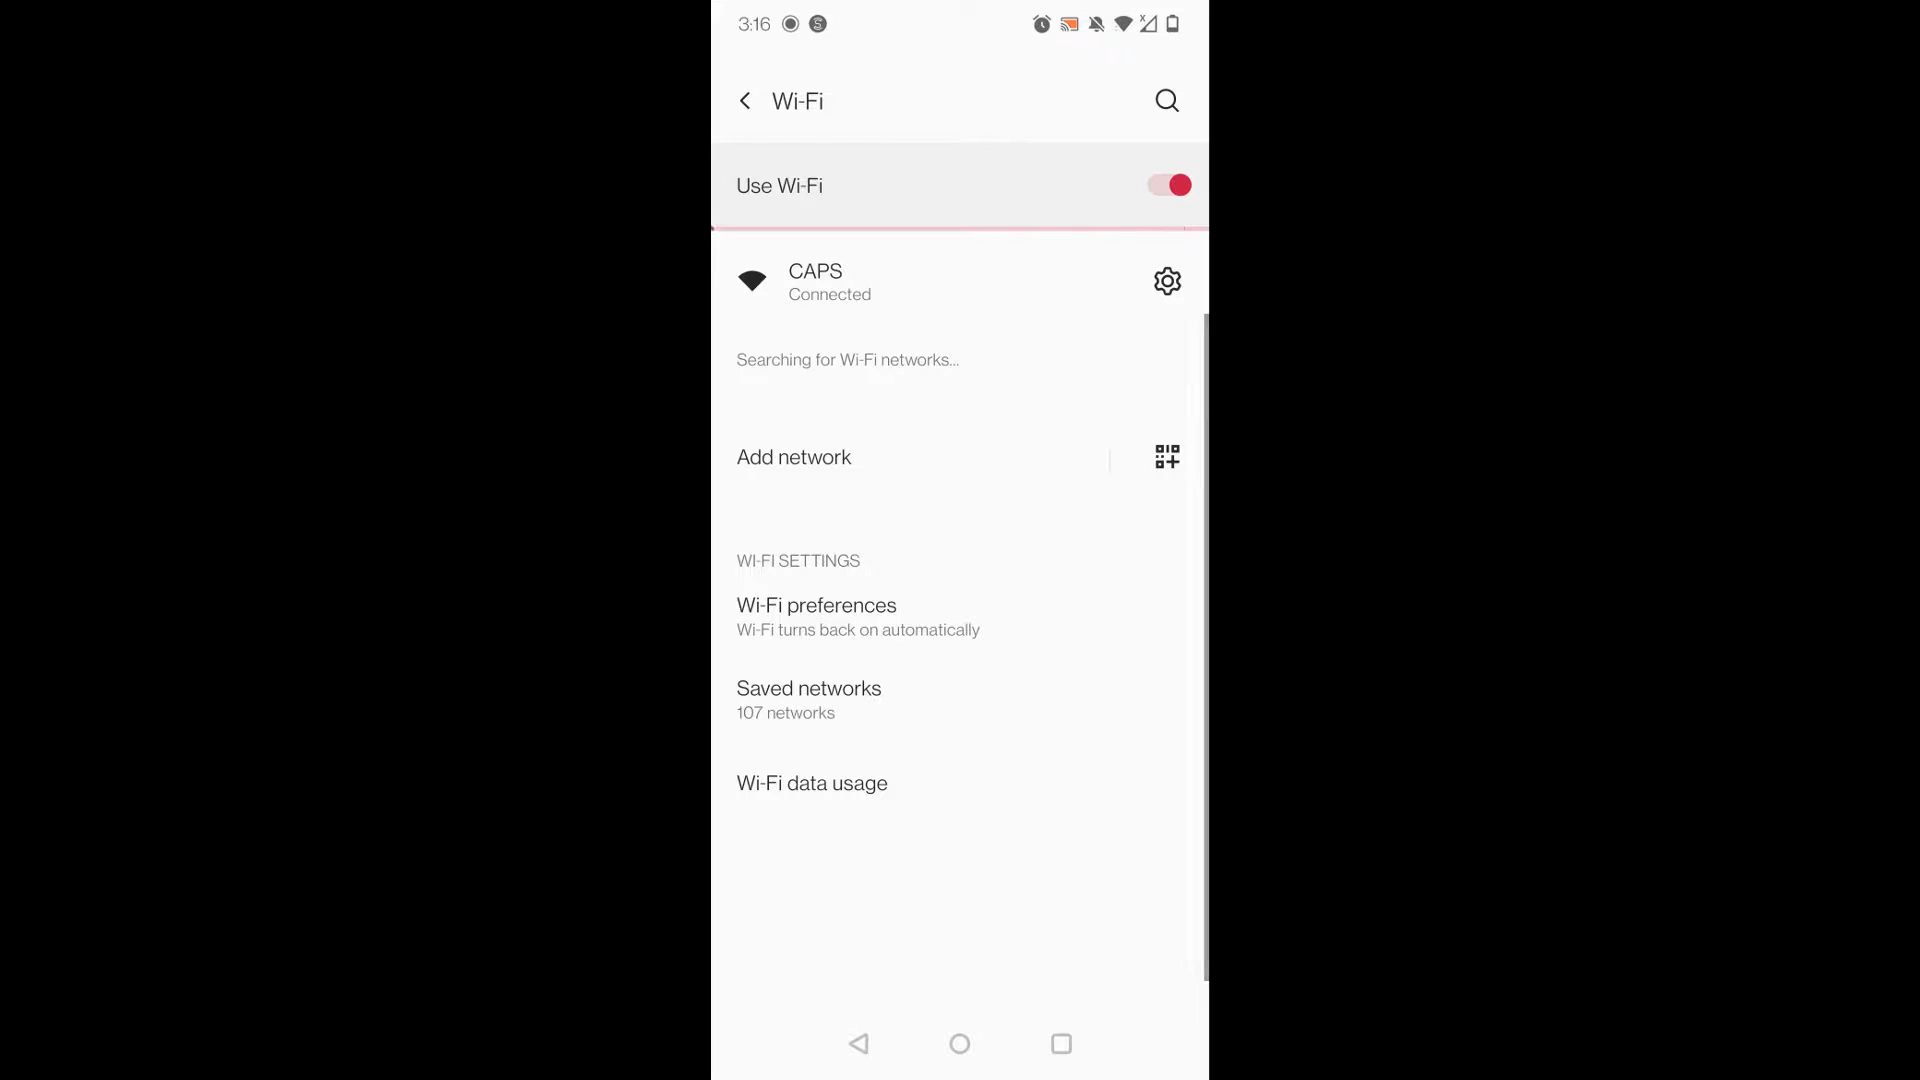 3:16
Wi-Fi
Use Wi-Fi
CAPS
Connected
Searching for Wi-Fi networks...
Add network
WI-FI SETTINGS
Wi-Fi preferences
Wi-Fi turns back on automatically
Saved networks
107 networks
Wi-Fi data usage